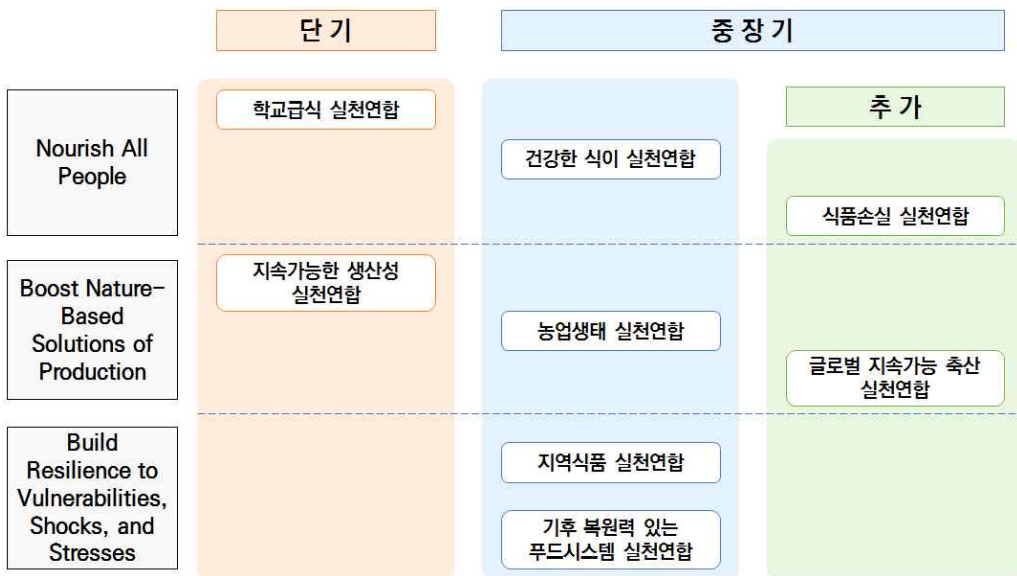 단 기
중 장 기
추 가
Nourish All
People
학교급식 실천연합
건강한 식이 실천연합
식품손실 실천연합
Boost Nature-
Based
Solutions of
Production
지속가능한 생산성
실천연합
농업생태 실천연합
글로벌 지속가능 축산
실천연합
Build
Resilience to
Vulnerabilities,
Shocks, and
Stresses
지역식품 실천연합
기후 복원력 있는
푸드시스템 실천연합